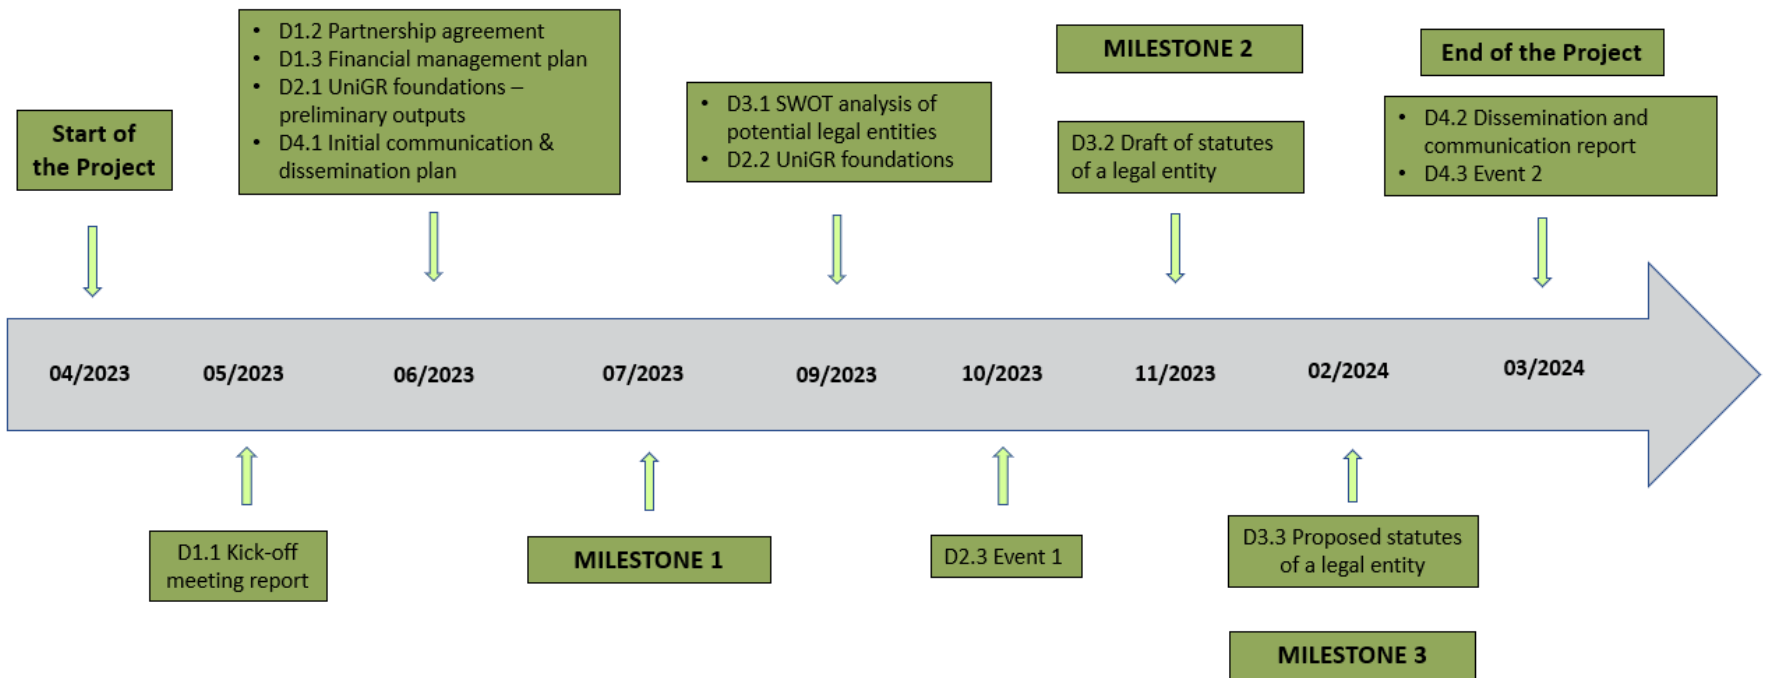 Start of
the Project
• D1.2 Partnership agreement
• D1.3 Financial management plan
• D2.1 UniGR foundations –
preliminary outputs
• D4.1 Initial communication &
dissemination plan
• D3.1 SWOT analysis of
potential legal entities
• D2.2 UniGR foundations
MILESTONE 2
D3.2 Draft of statutes
of a legal entity
End of the Project
• D4.2 Dissemination and
communication report
• D4.3 Event 2
04/2023
05/2023
06/2023
07/2023
09/2023
10/2023
11/2023
02/2024
03/2024
D1.1 Kick-off
meeting report
MILESTONE 1
D2.3 Event 1
D3.3 Proposed statutes
of a legal entity
MILESTONE 3